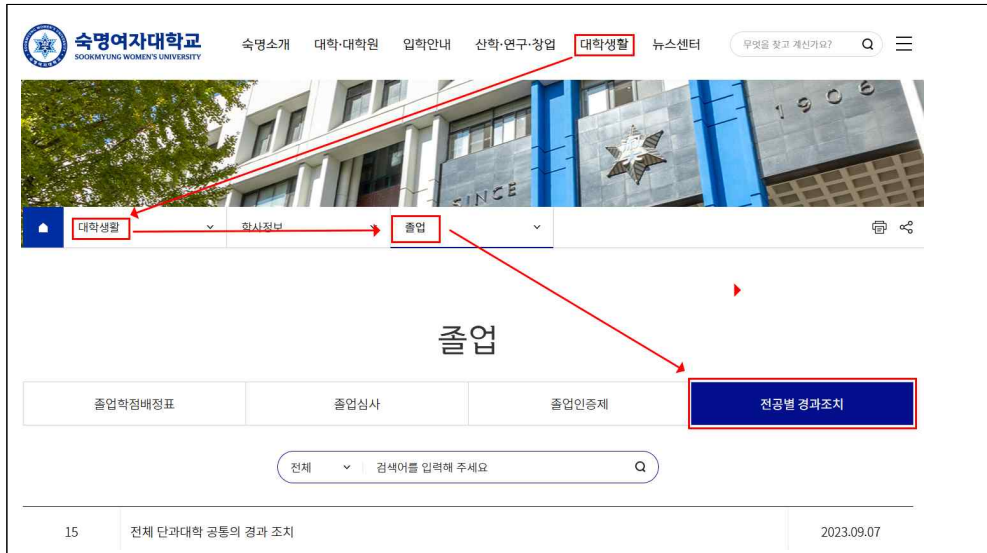 숙명여자대학교
SOOKMYUNG WOMEN'S UNIVERSITY
숙명소개 대학·대학원 입학안내 산학·연구·창업 대학생활 뉴스센터
무엇을 찾고 계신가요?
1906
SINCE
대학생활 학사정보 졸업
졸업
졸업학점배정표 졸업심사 졸업인증제 전공별 경과조치
전체 검색어를 입력해 주세요
15 전체 단과대학 공통의 경과 조치 2023.09.07